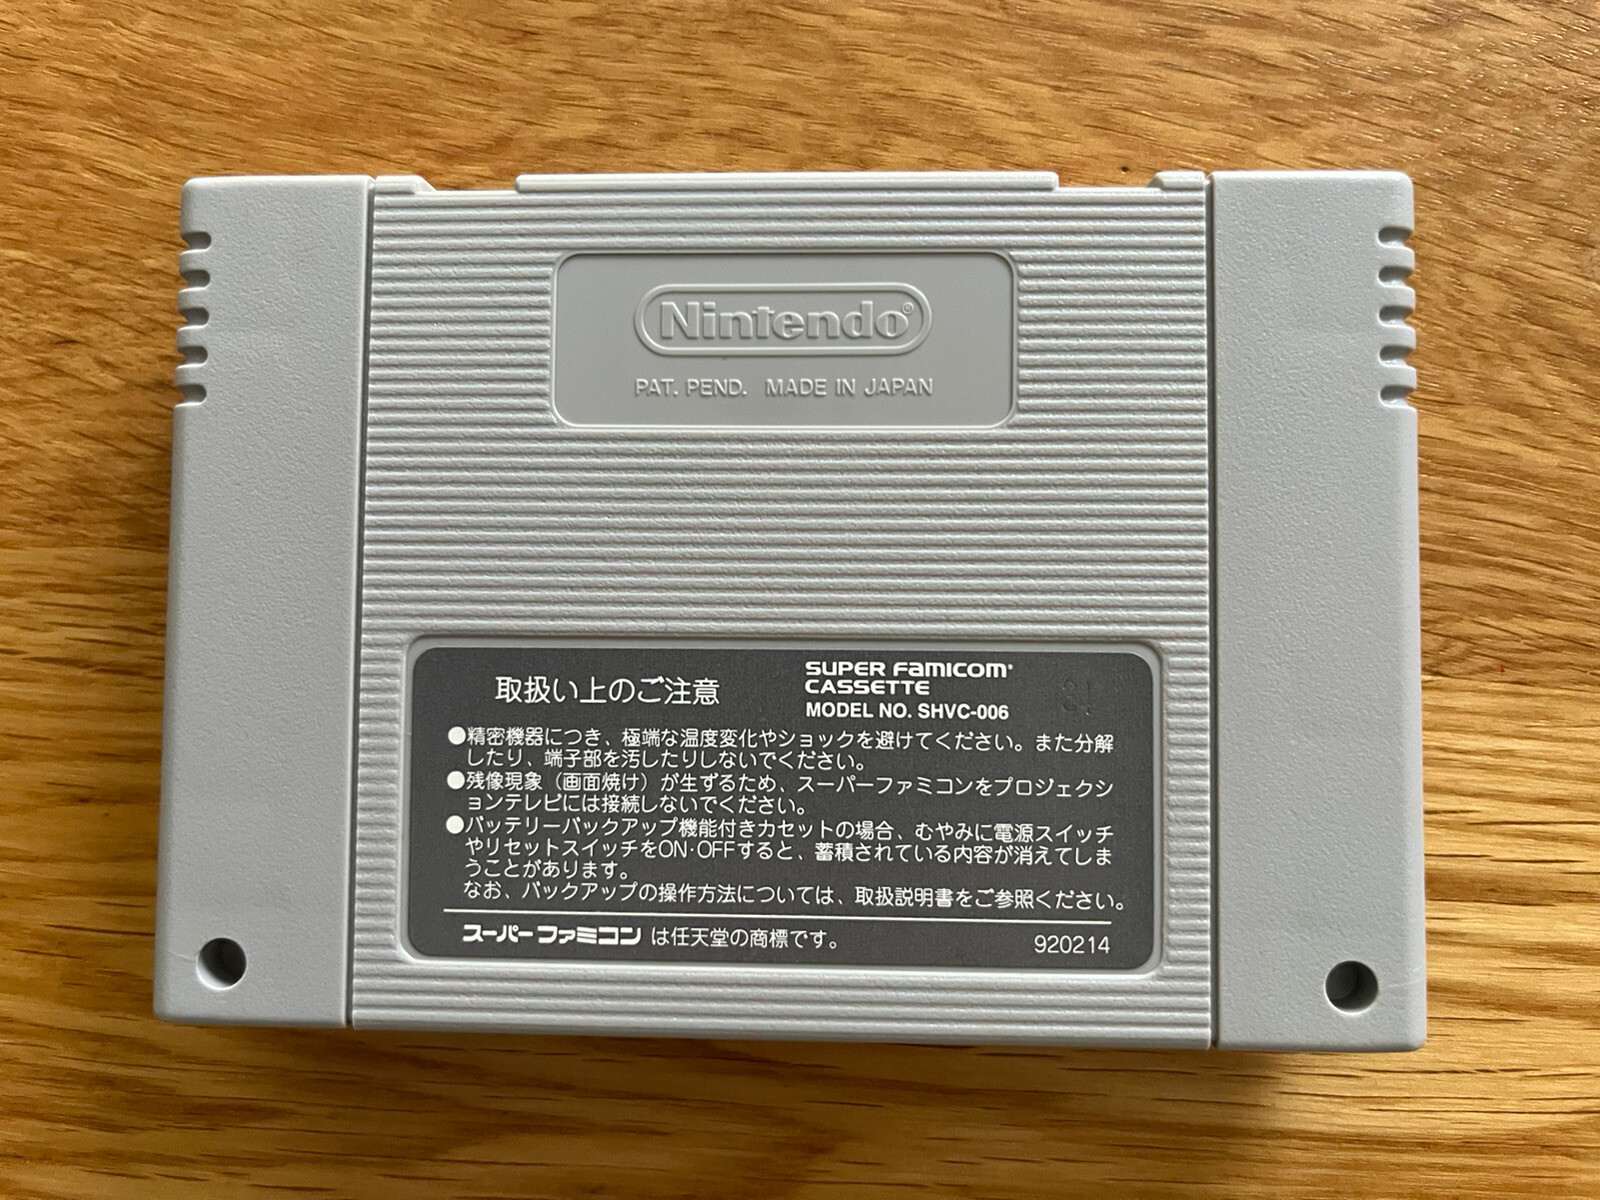 Nintendo®
PAT. PEND. MADE IN JAPAN
取扱い上のご注意
SUPER FAMICOM®
CASSETTE
MODEL NO. SHVC-006
31
●精密機器につき、極端な温度変化やショックを避けてください。また分解
したり、端子部を汚したりしないでください。
●残像現象(画面焼け)が生ずるため、スーパーファミコンをプロジェクシ
ョンテレビには接続しないでください。
●バッテリーバックアップ機能付きカセットの場合、むやみに電源スイッチ
やリセットスイッチをON·OFFすると、蓄積されている内容が消えてしま
うことがあります。
なお、バックアップの操作方法については、取扱説明書をご参照ください。
スーパーファミコン は任天堂の商標です。
920214